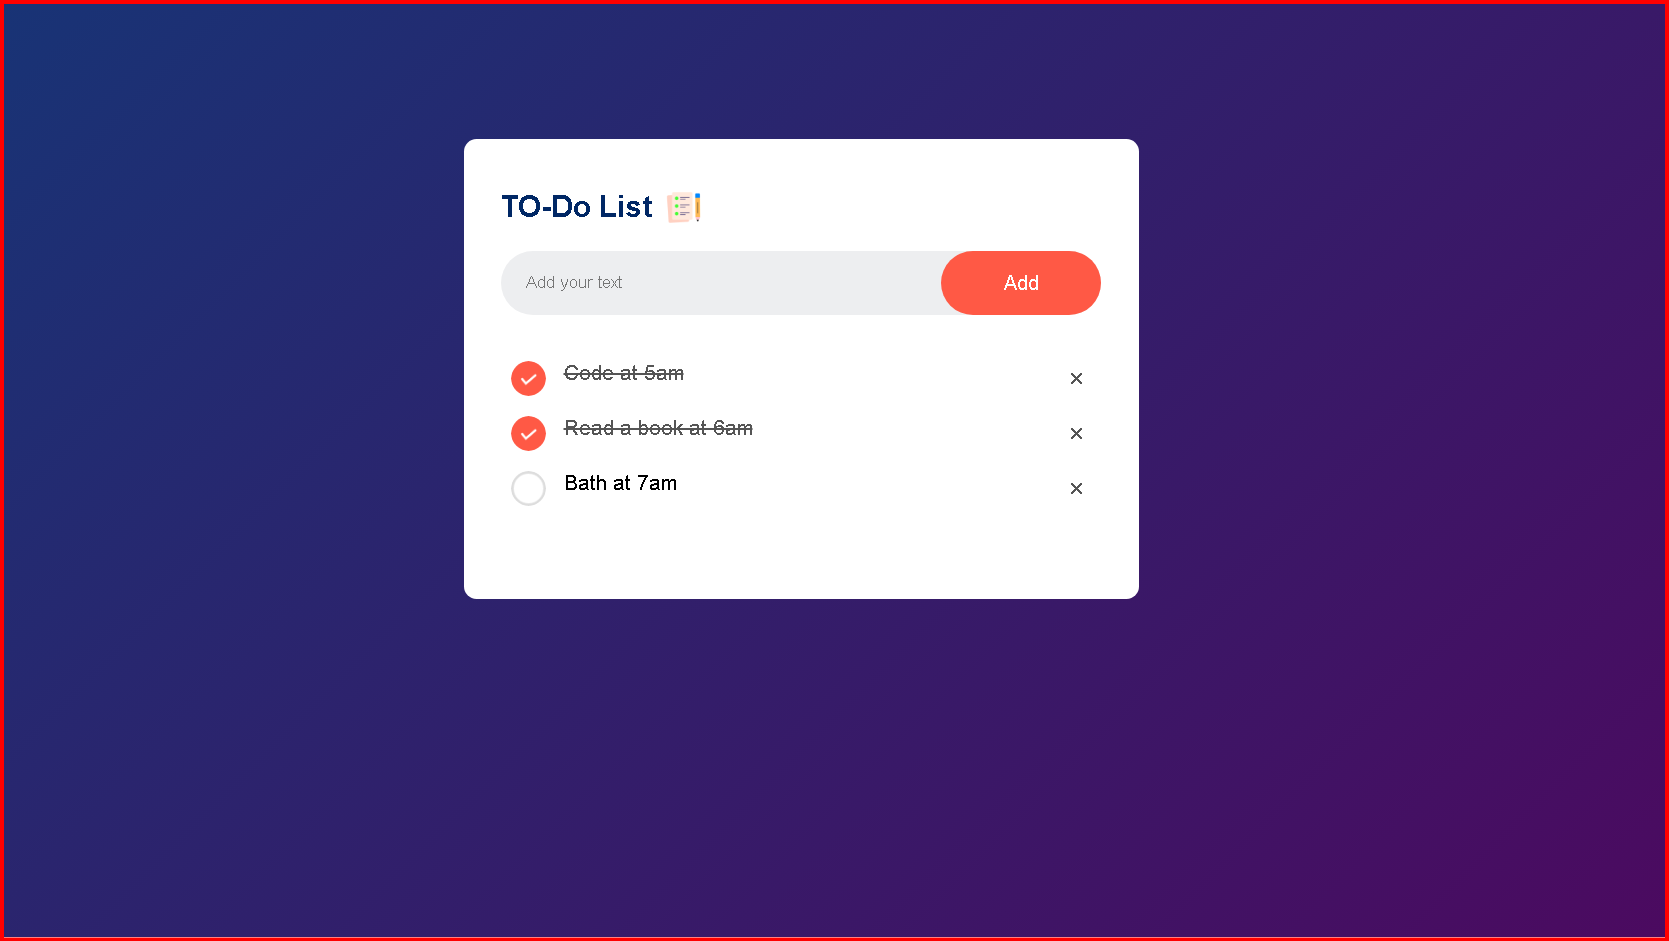 TO-Do List
Add your text
Add
Code at 5am
Read a book at 6am
Bath at 7am